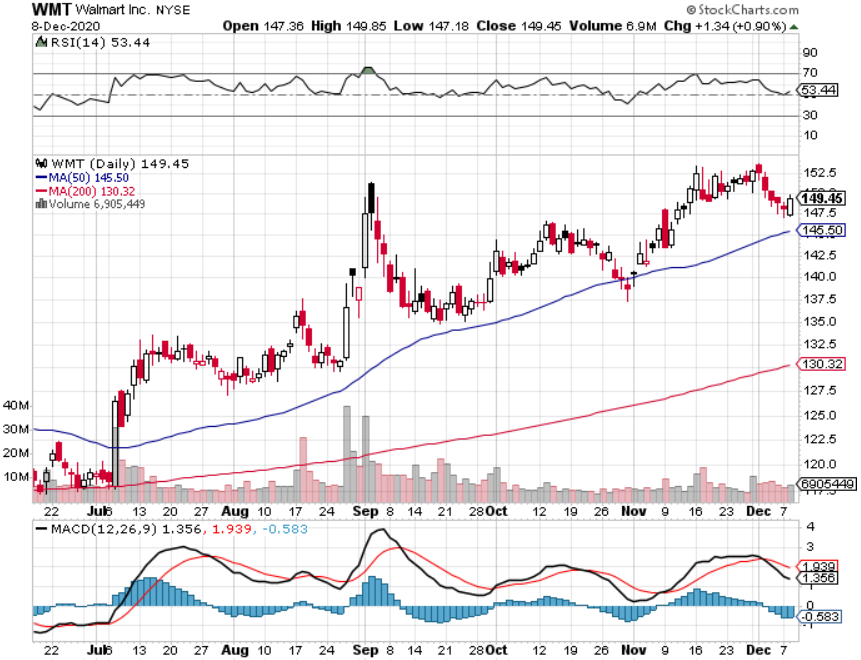 WMT Walmart Inc. NYSE © StockCharts.com
8-Dec-2020 Open 147.36 High 149.85 Low 147.18 Close 149.45 Volume 6.9M Chg +1.34 (+0.90%)
RSI(14) 53.44
90
70
53.44
30
10
WMT (Daily) 149.45
MA(50) 145.50
MA(200) 130.32
Volume 6,905,449
152.5
149.45
147.5
145.50
142.5
140.0
137.5
135.0
132.5
130.32
127.5
125.0
122.5
120.0
6905449
117.5
40M
30M
20M
10M
22 Jul 6 13 20 27 Aug 10 17 24 Sep 8 14 21 28 Oct 12 19 26 Nov 9 16 23 Dec 7
MACD(12,26,9) 1.356, 1.939, -0.583
4
3
1.939
1.356
0
-0.583
-1
22 Jul 6 13 20 27 Aug 10 17 24 Sep 8 14 21 28 Oct 12 19 26 Nov 9 16 23 Dec 7